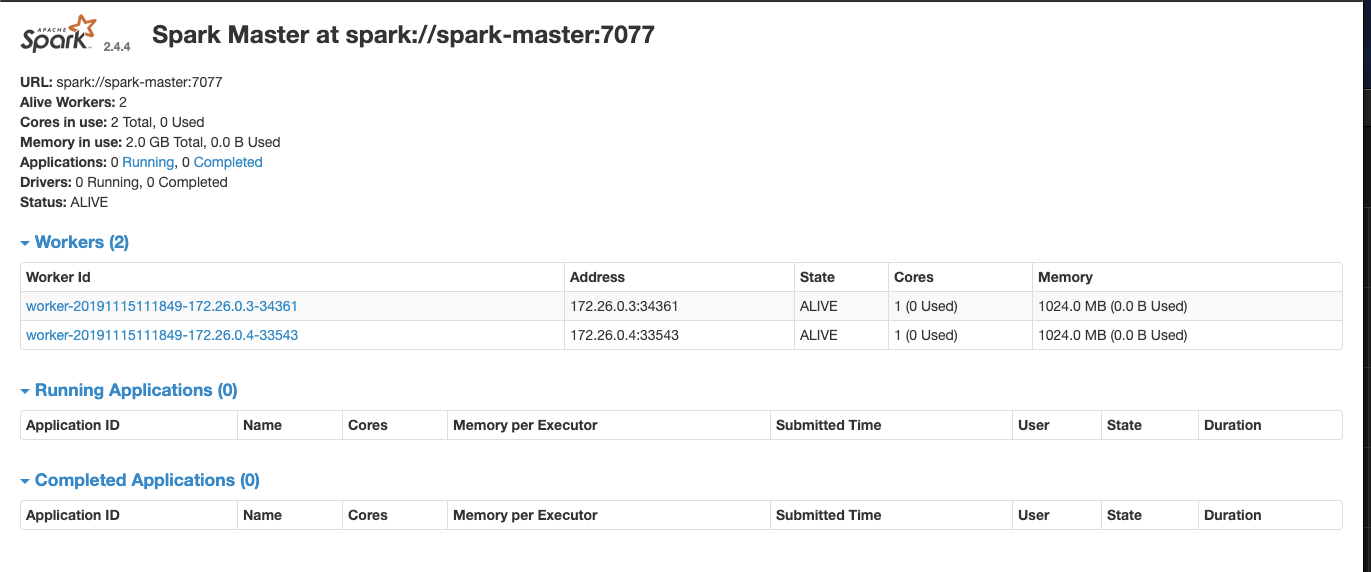 APACHE Spark™ 2.4.4 Spark Master at spark://spark-master:7077
URL: spark://spark-master:7077
Alive Workers: 2
Cores in use: 2 Total, 0 Used
Memory in use: 2.0 GB Total, 0.0 B Used
Applications: 0 Running, 0 Completed
Drivers: 0 Running, 0 Completed
Status: ALIVE
Workers (2)
Worker Id Address State Cores Memory
worker-20191115111849-172.26.0.3-34361 172.26.0.3:34361 ALIVE 1 (0 Used) 1024.0 MB (0.0 B Used)
worker-20191115111849-172.26.0.4-33543 172.26.0.4:33543 ALIVE 1 (0 Used) 1024.0 MB (0.0 B Used)
Running Applications (0)
Application ID Name Cores Memory per Executor Submitted Time User State Duration
Completed Applications (0)
Application ID Name Cores Memory per Executor Submitted Time User State Duration